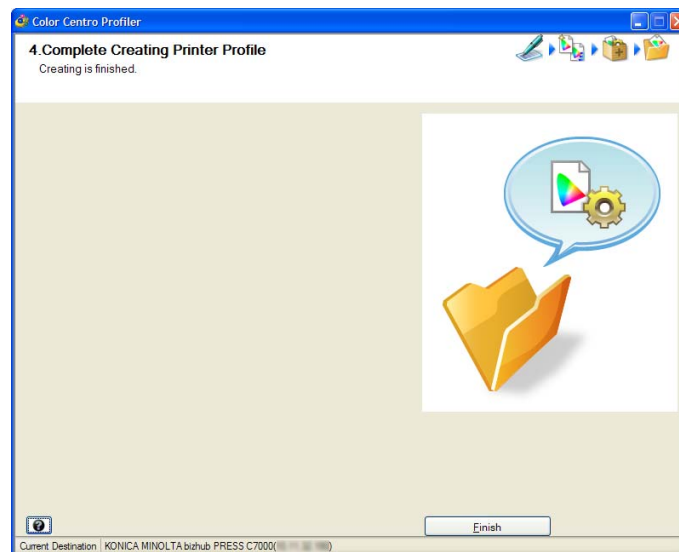 Color Centro Profiler
4.Complete Creating Printer Profile
Creating is finished.
Finish
Current Destination KONICA MINOLTA bizhub PRESS C7000(